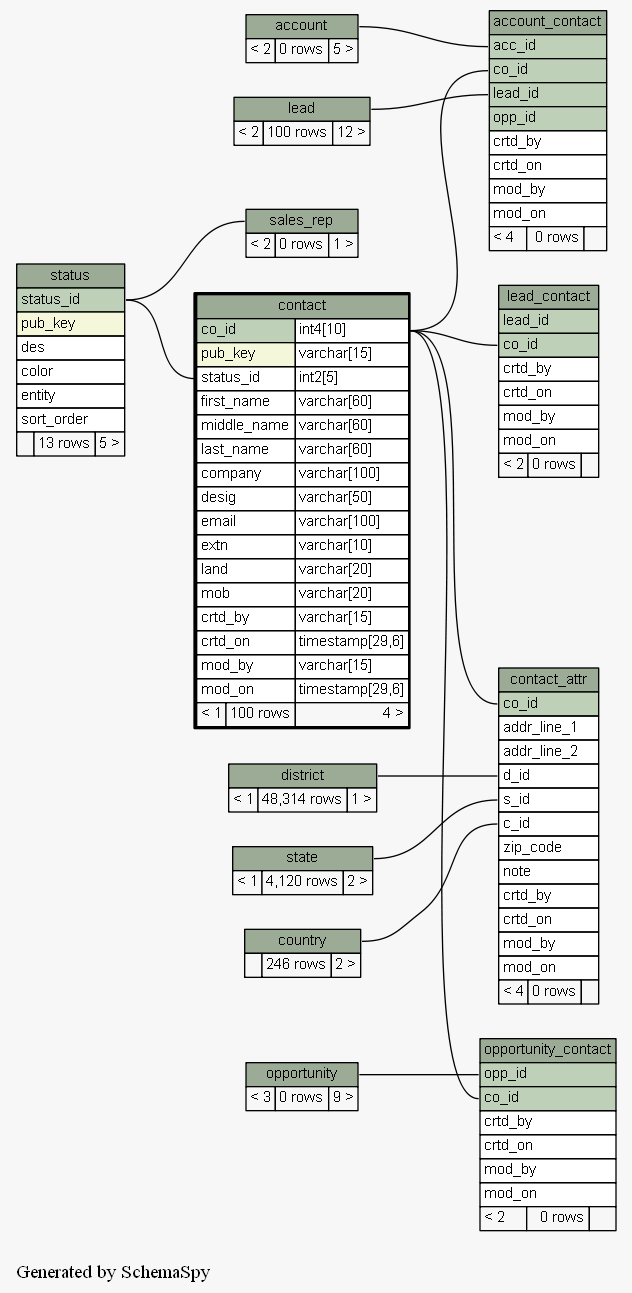 account
< 2 0 rows 5 >
account_contact
acc_id
co_id
lead_id
opp_id
crtd_by
crtd_on
mod_by
mod_on
< 4 0 rows
lead
< 2 100 rows 12 >
sales_rep
< 2 0 rows 1 >
status
status_id
pub_key
des
color
entity
sort_order
13 rows 5 >
contact
co_id int4[10]
pub_key varchar[15]
status_id int2[5]
first_name varchar[60]
middle_name varchar[60]
last_name varchar[60]
company varchar[100]
desig varchar[50]
email varchar[100]
extn varchar[10]
land varchar[20]
mob varchar[20]
crtd_by varchar[15]
crtd_on timestamp[29,6]
mod_by varchar[15]
mod_on timestamp[29,6]
< 1 100 rows 4 >
lead_contact
lead_id
co_id
crtd_by
crtd_on
mod_by
mod_on
< 2 0 rows
contact_attr
co_id
addr_line_1
addr_line_2
d_id
s_id
c_id
zip_code
note
crtd_by
crtd_on
mod_by
mod_on
< 4 0 rows
district
< 1 48,314 rows 1 >
state
< 1 4,120 rows 2 >
country
246 rows 2 >
opportunity
< 3 0 rows 9 >
opportunity_contact
opp_id
co_id
crtd_by
crtd_on
mod_by
mod_on
< 2 0 rows
Generated by SchemaSpy